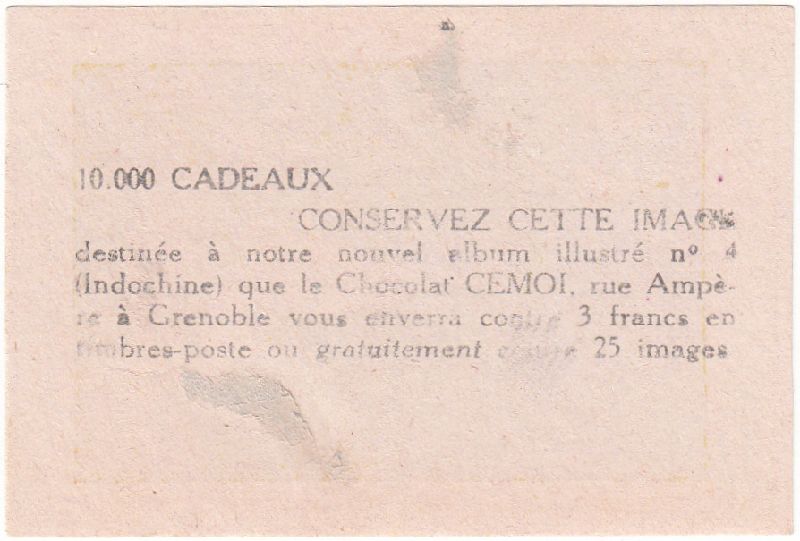 10.000 CADEAUX
CONSERVEZ CETTE IMAGE
destinée à notre nouvel album illustré nº 4
(Indochine) que le Chocolat CEMOI, rue Ampè-
re à Grenoble vous enverra contre 3 francs en
timbres-poste ou gratuitement contre 25 images